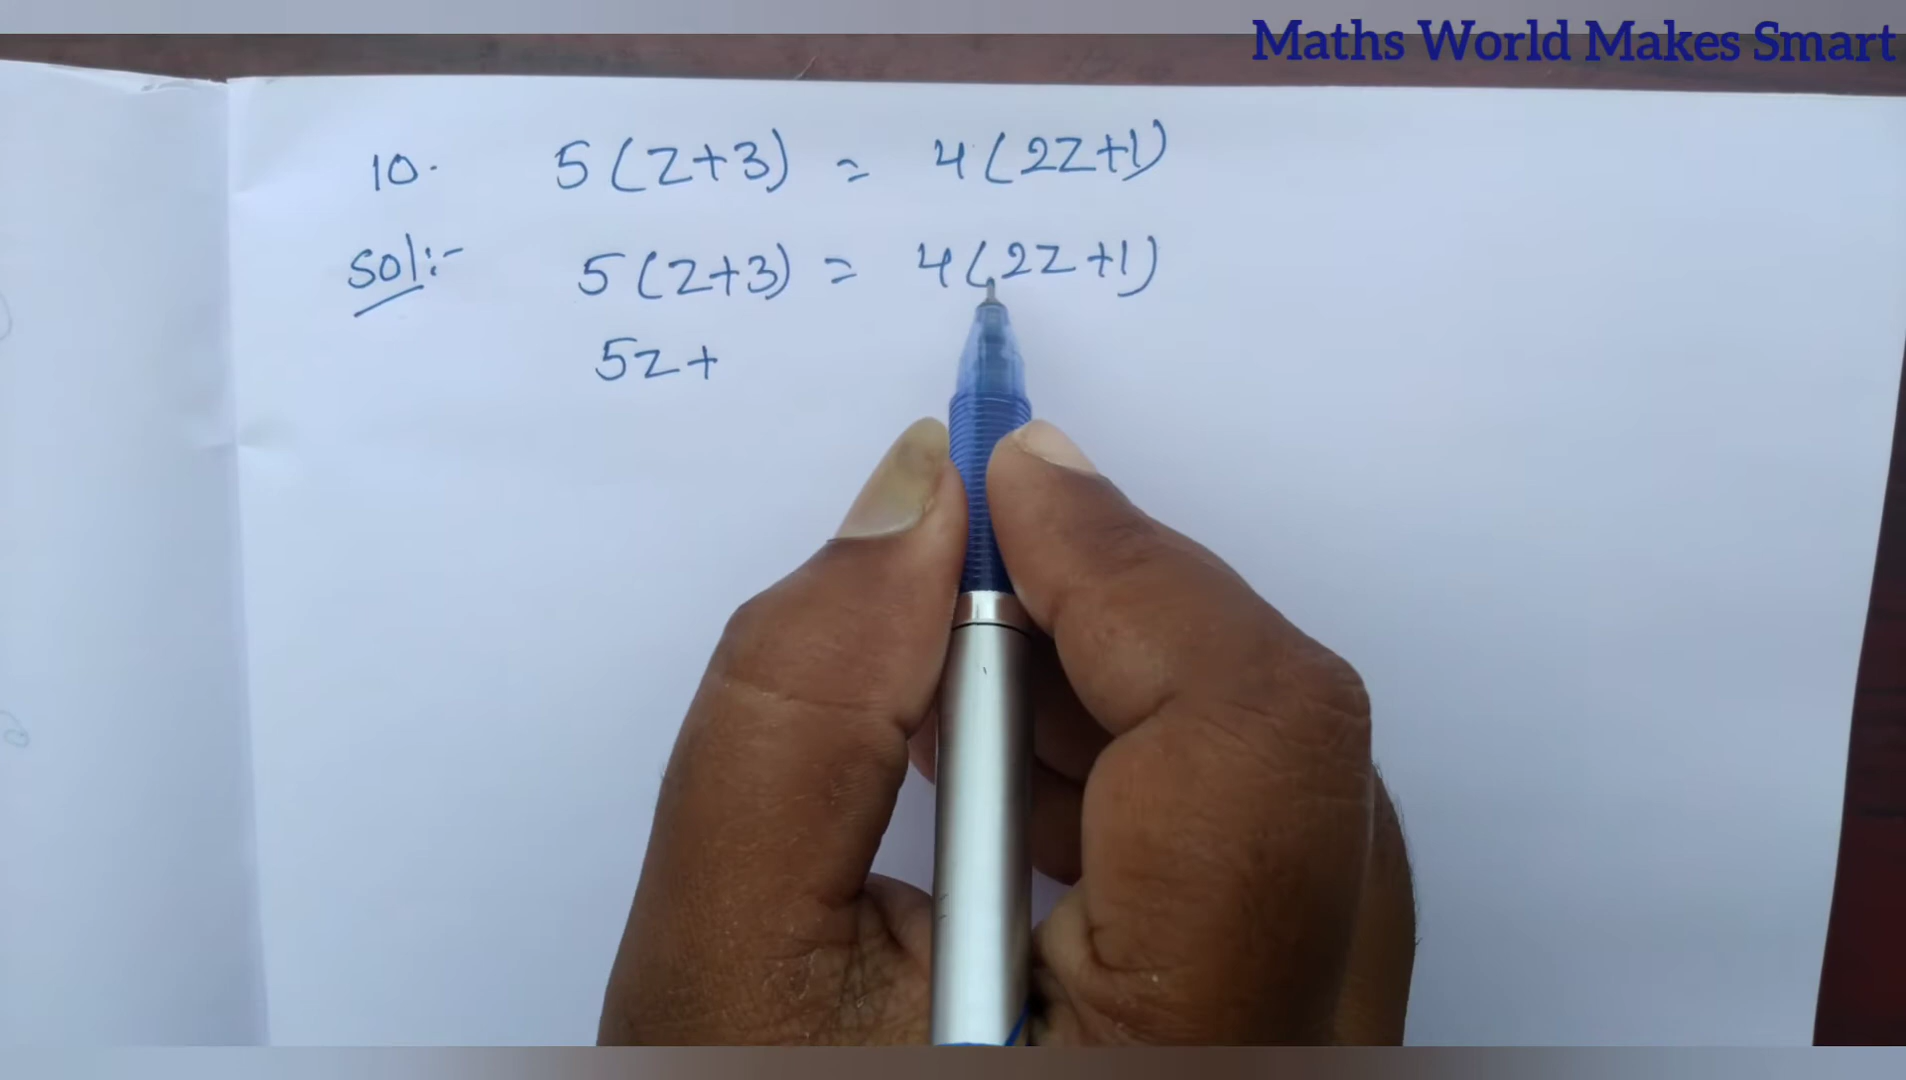 Maths World Makes Smart
10. 5(z+3) = 4(2z+1)
Sol:- 5(z+3) = 4(2z+1)
5z+